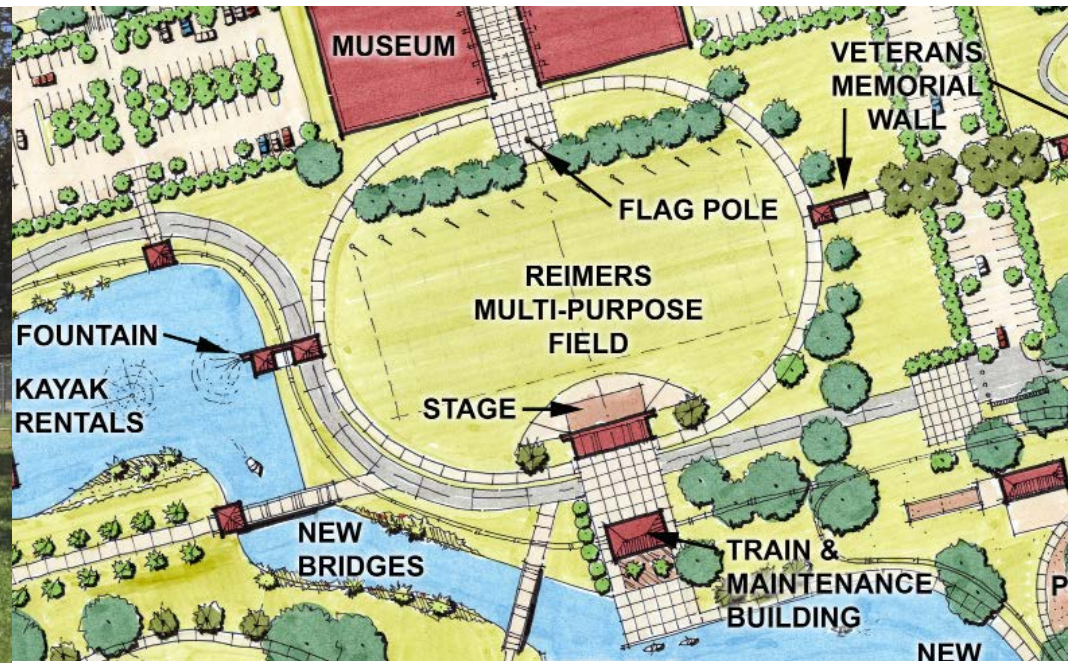 MUSEUM
VETERANS
MEMORIAL
WALL
FLAG POLE
REIMERS
MULTI-PURPOSE
FIELD
FOUNTAIN
KAYAK
RENTALS
STAGE
NEW
BRIDGES
TRAIN &
MAINTENANCE
BUILDING
P
NEW